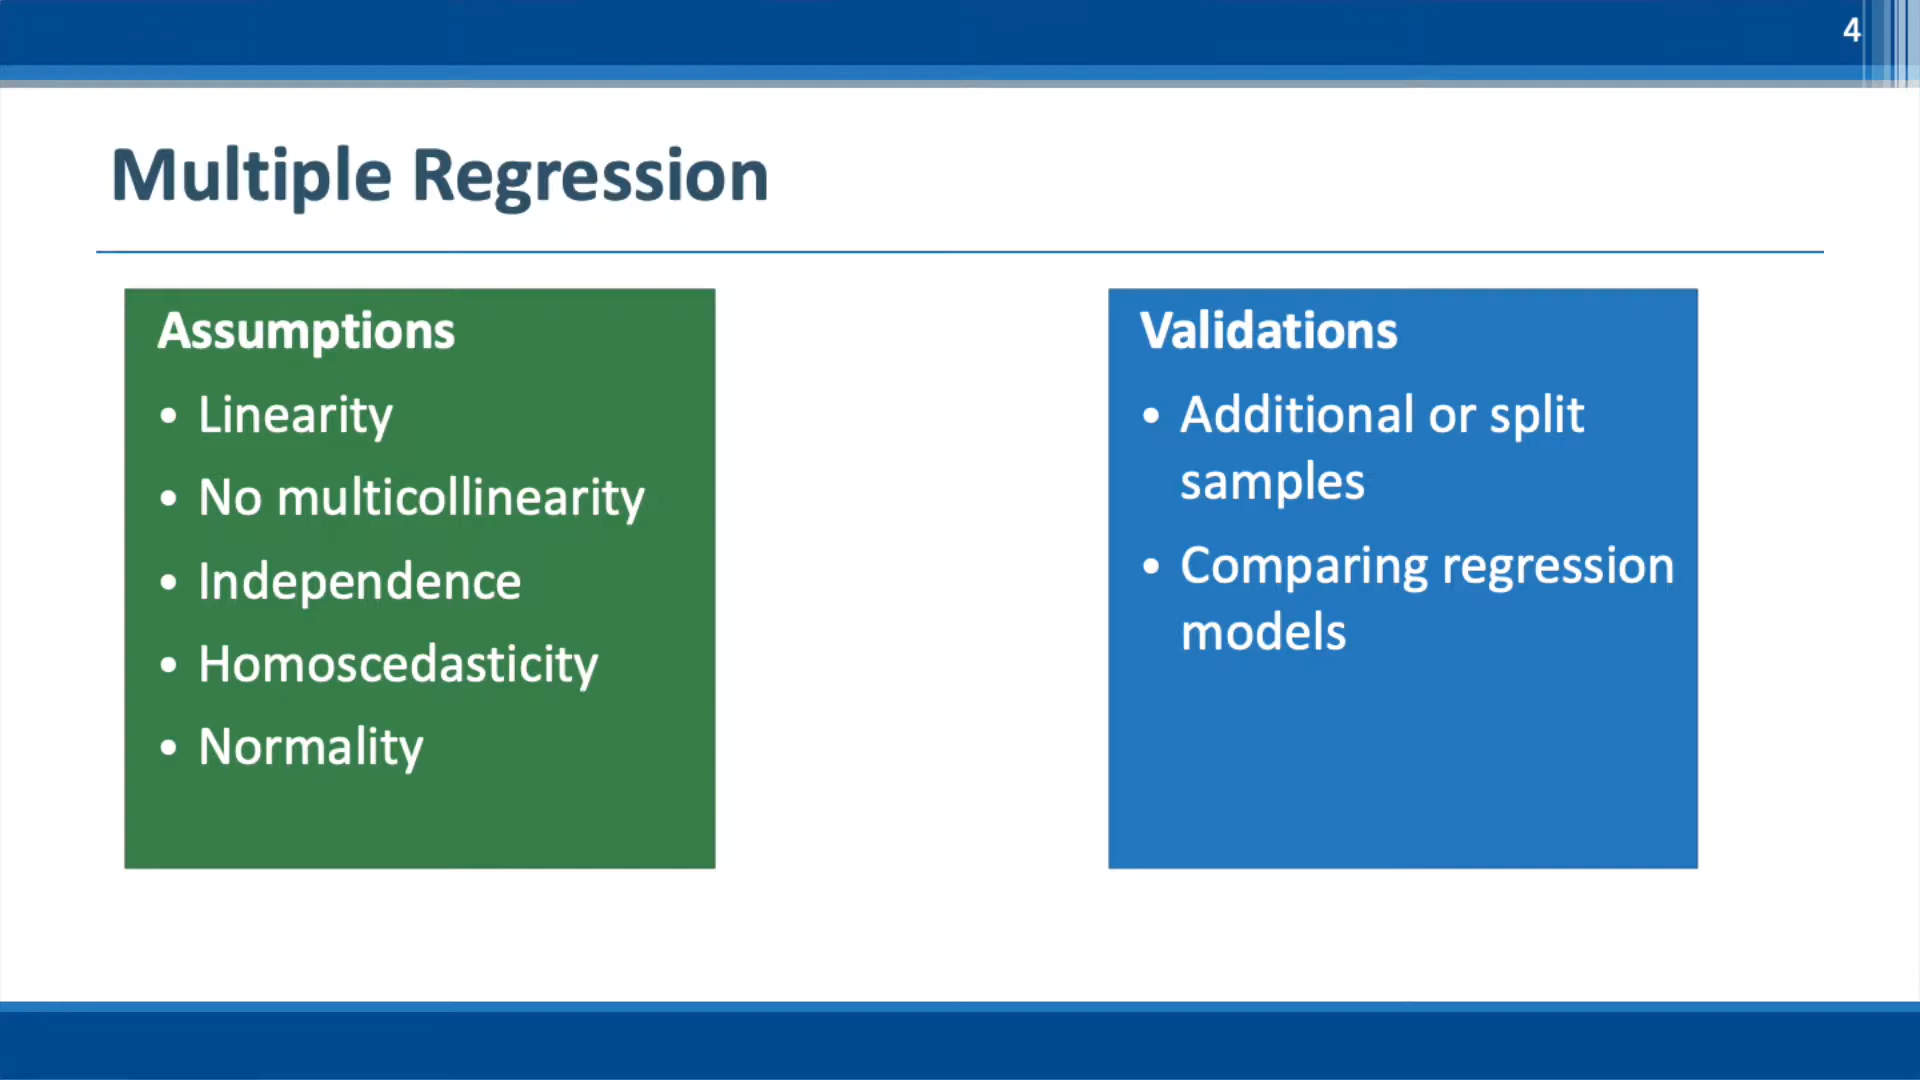 4
Multiple Regression
Assumptions
• Linearity
• No multicollinearity
• Independence
• Homoscedasticity
• Normality
Validations
• Additional or split
samples
• Comparing regression
models